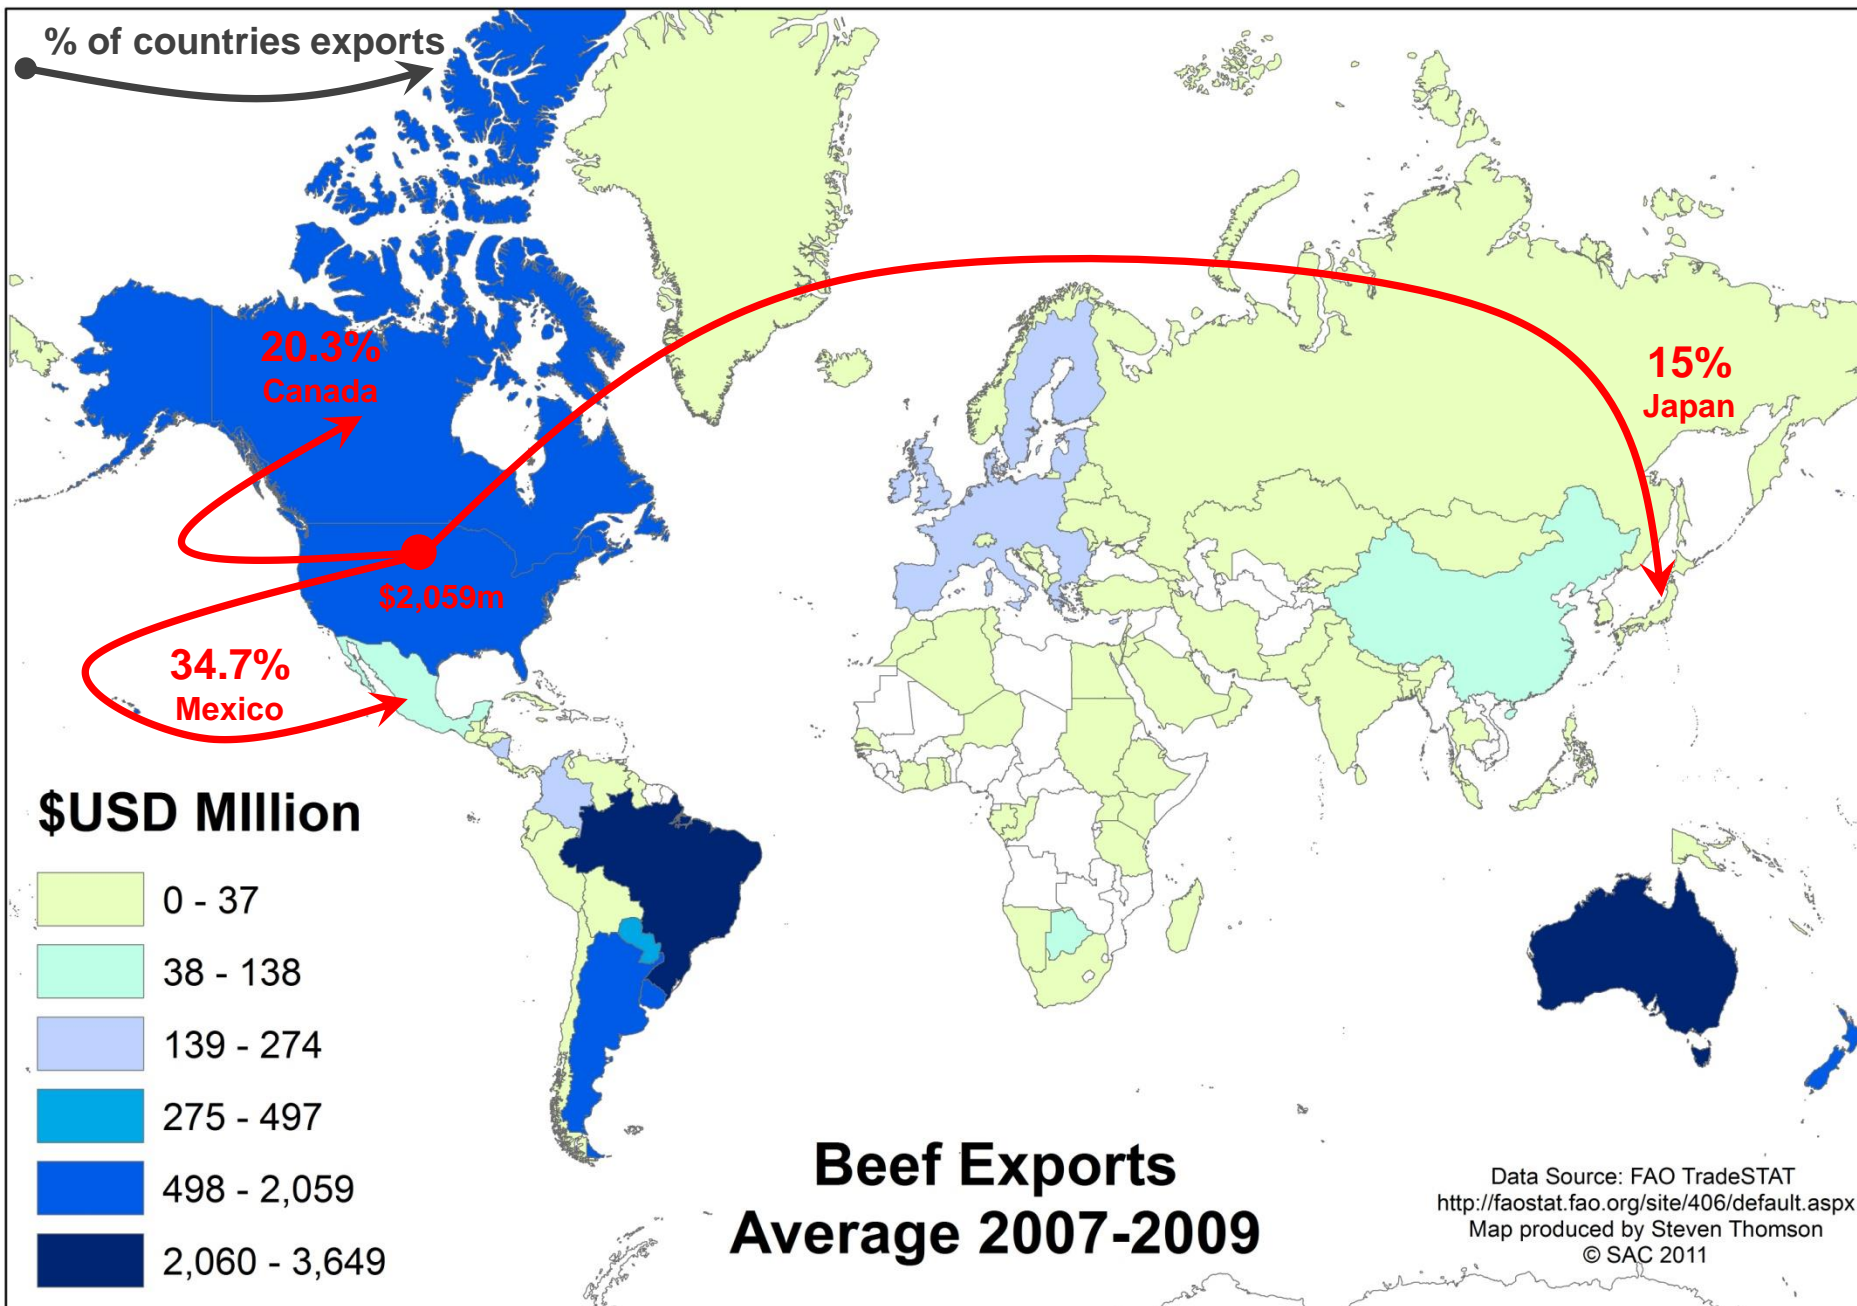 % of countries exports
20.3%
Canada
15%
Japan
$2,059m
34.7%
Mexico
$USD MIllion
0 - 37
38 - 138
139 - 274
275 - 497
498 - 2,059
2,060 - 3,649
Beef Exports
Average 2007-2009
Data Source: FAO TradeSTAT
http://faostat.fao.org/site/406/default.aspx
Map produced by Steven Thomson
© SAC 2011